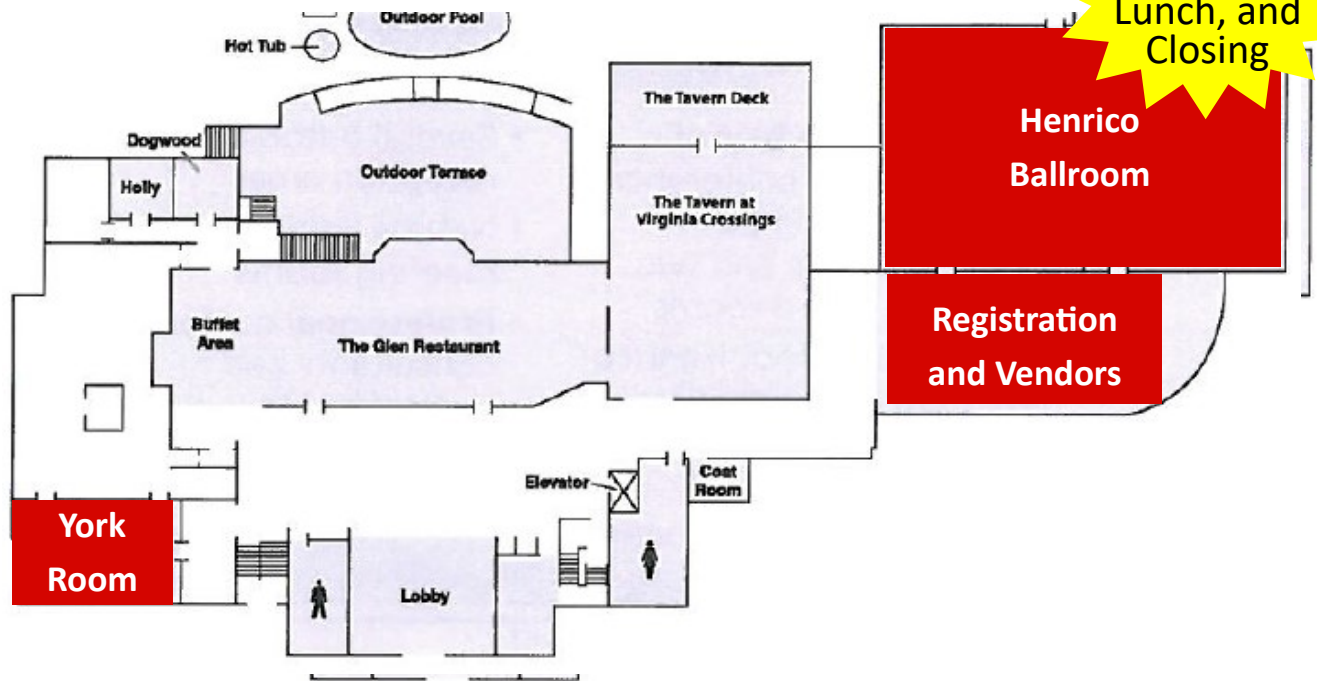 Outdoor Pool
Lunch, and
Closing
Hot Tub
The Tavern Deck
Henrico
Ballroom
Dogwood
Holly
Outdoor Terrace
The Tavern at
Virginia Crossings
Buffet
Area
The Glen Restaurant
Registration
and Vendors
Elevator
Coat
Room
York
Room
Lobby